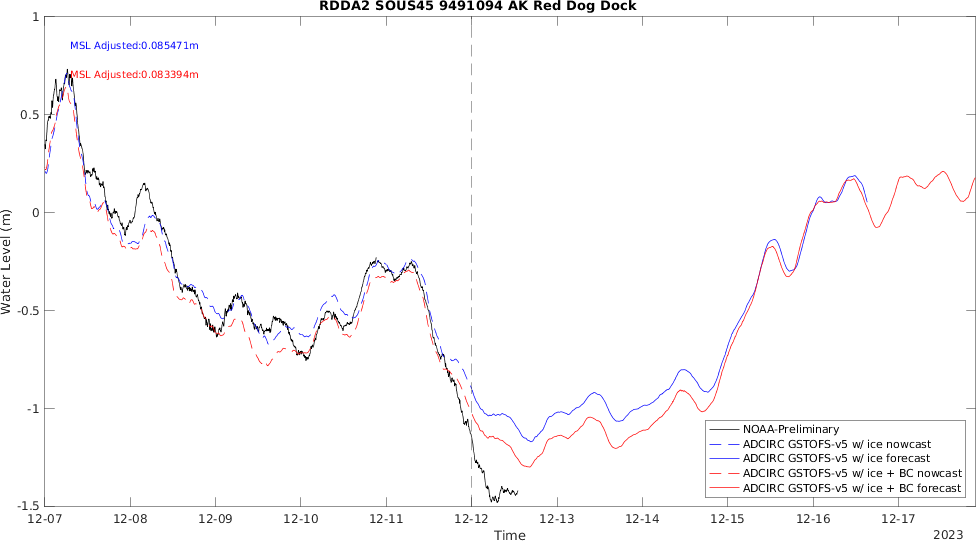 RDDA2 SOUS45 9491094 AK Red Dog Dock
MSL Adjusted:0.085471m
MSL Adjusted:0.083394m
Water Level (m)
1
0.5
0
-0.5
-1
-1.5
NOAA-Preliminary
ADCIRC GSTOFS-v5 w/ ice nowcast
ADCIRC GSTOFS-v5 w/ ice forecast
ADCIRC GSTOFS-v5 w/ ice + BC nowcast
ADCIRC GSTOFS-v5 w/ ice + BC forecast
12-07 12-08 12-09 12-10 12-11 12-12 12-13 12-14 12-15 12-16 12-17
Time
2023